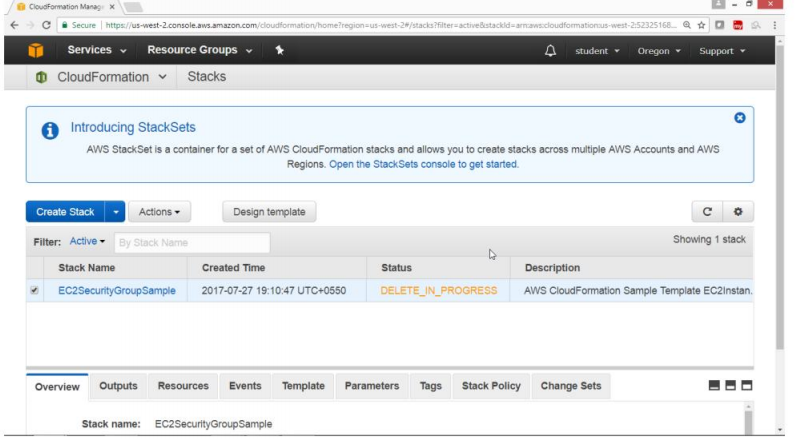 CloudFormation Manage
Secure | https://us-west-2.console.aws.amazon.com/cloudformation/home?region=us-west-2#/stacks?filter=active&stackId=arn:aws:cloudformation:us-west-2:52325168...
Services Resource Groups student Oregon Support
CloudFormation Stacks
Introducing StackSets
AWS StackSet is a container for a set of AWS CloudFormation stacks and allows you to create stacks across multiple AWS Accounts and AWS
Regions. Open the StackSets console to get started.
Create Stack Actions Design template
Filter: Active By Stack Name Showing 1 stack
Stack Name Created Time Status Description
EC2SecurityGroupSample 2017-07-27 19:10:47 UTC+0550 DELETE_IN_PROGRESS AWS CloudFormation Sample Template EC2Instan.
Overview Outputs Resources Events Template Parameters Tags Stack Policy Change Sets
Stack name: EC2SecurityGroupSample